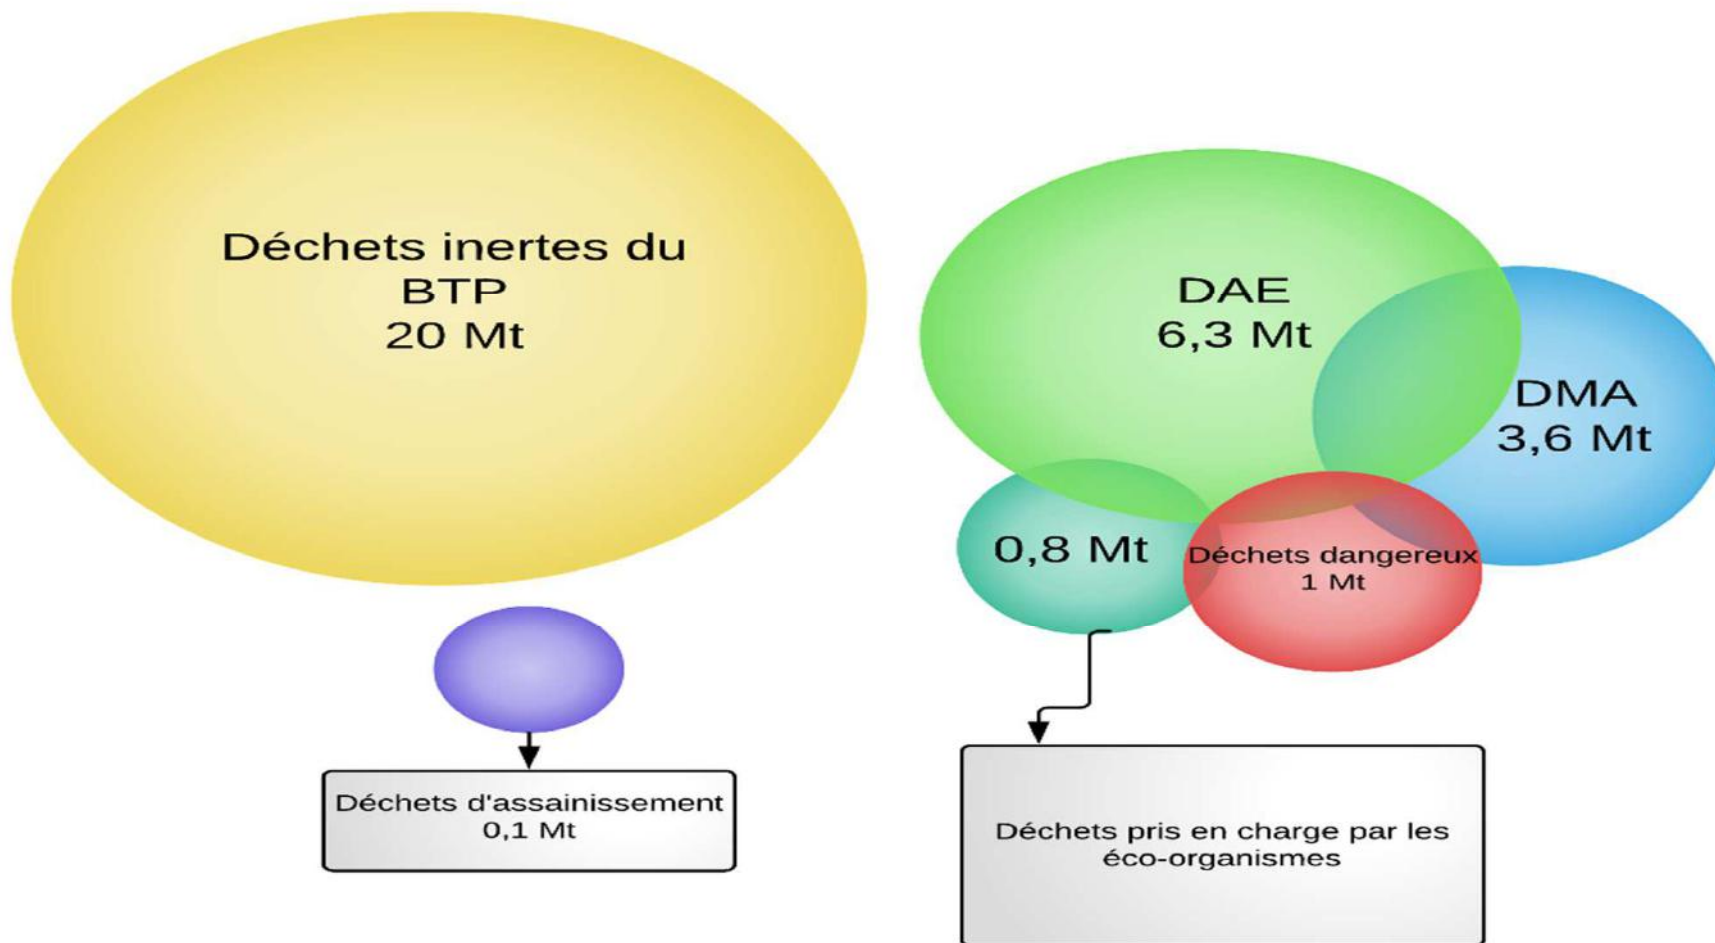 Déchets inertes du
BTP
20 Mt
DAE
6,3 Mt
DMA
3,6 Mt
0,8 Mt
Déchets dangereux
1 Mt
Déchets d'assainissement
0,1 Mt
Déchets pris en charge par les
éco-organismes